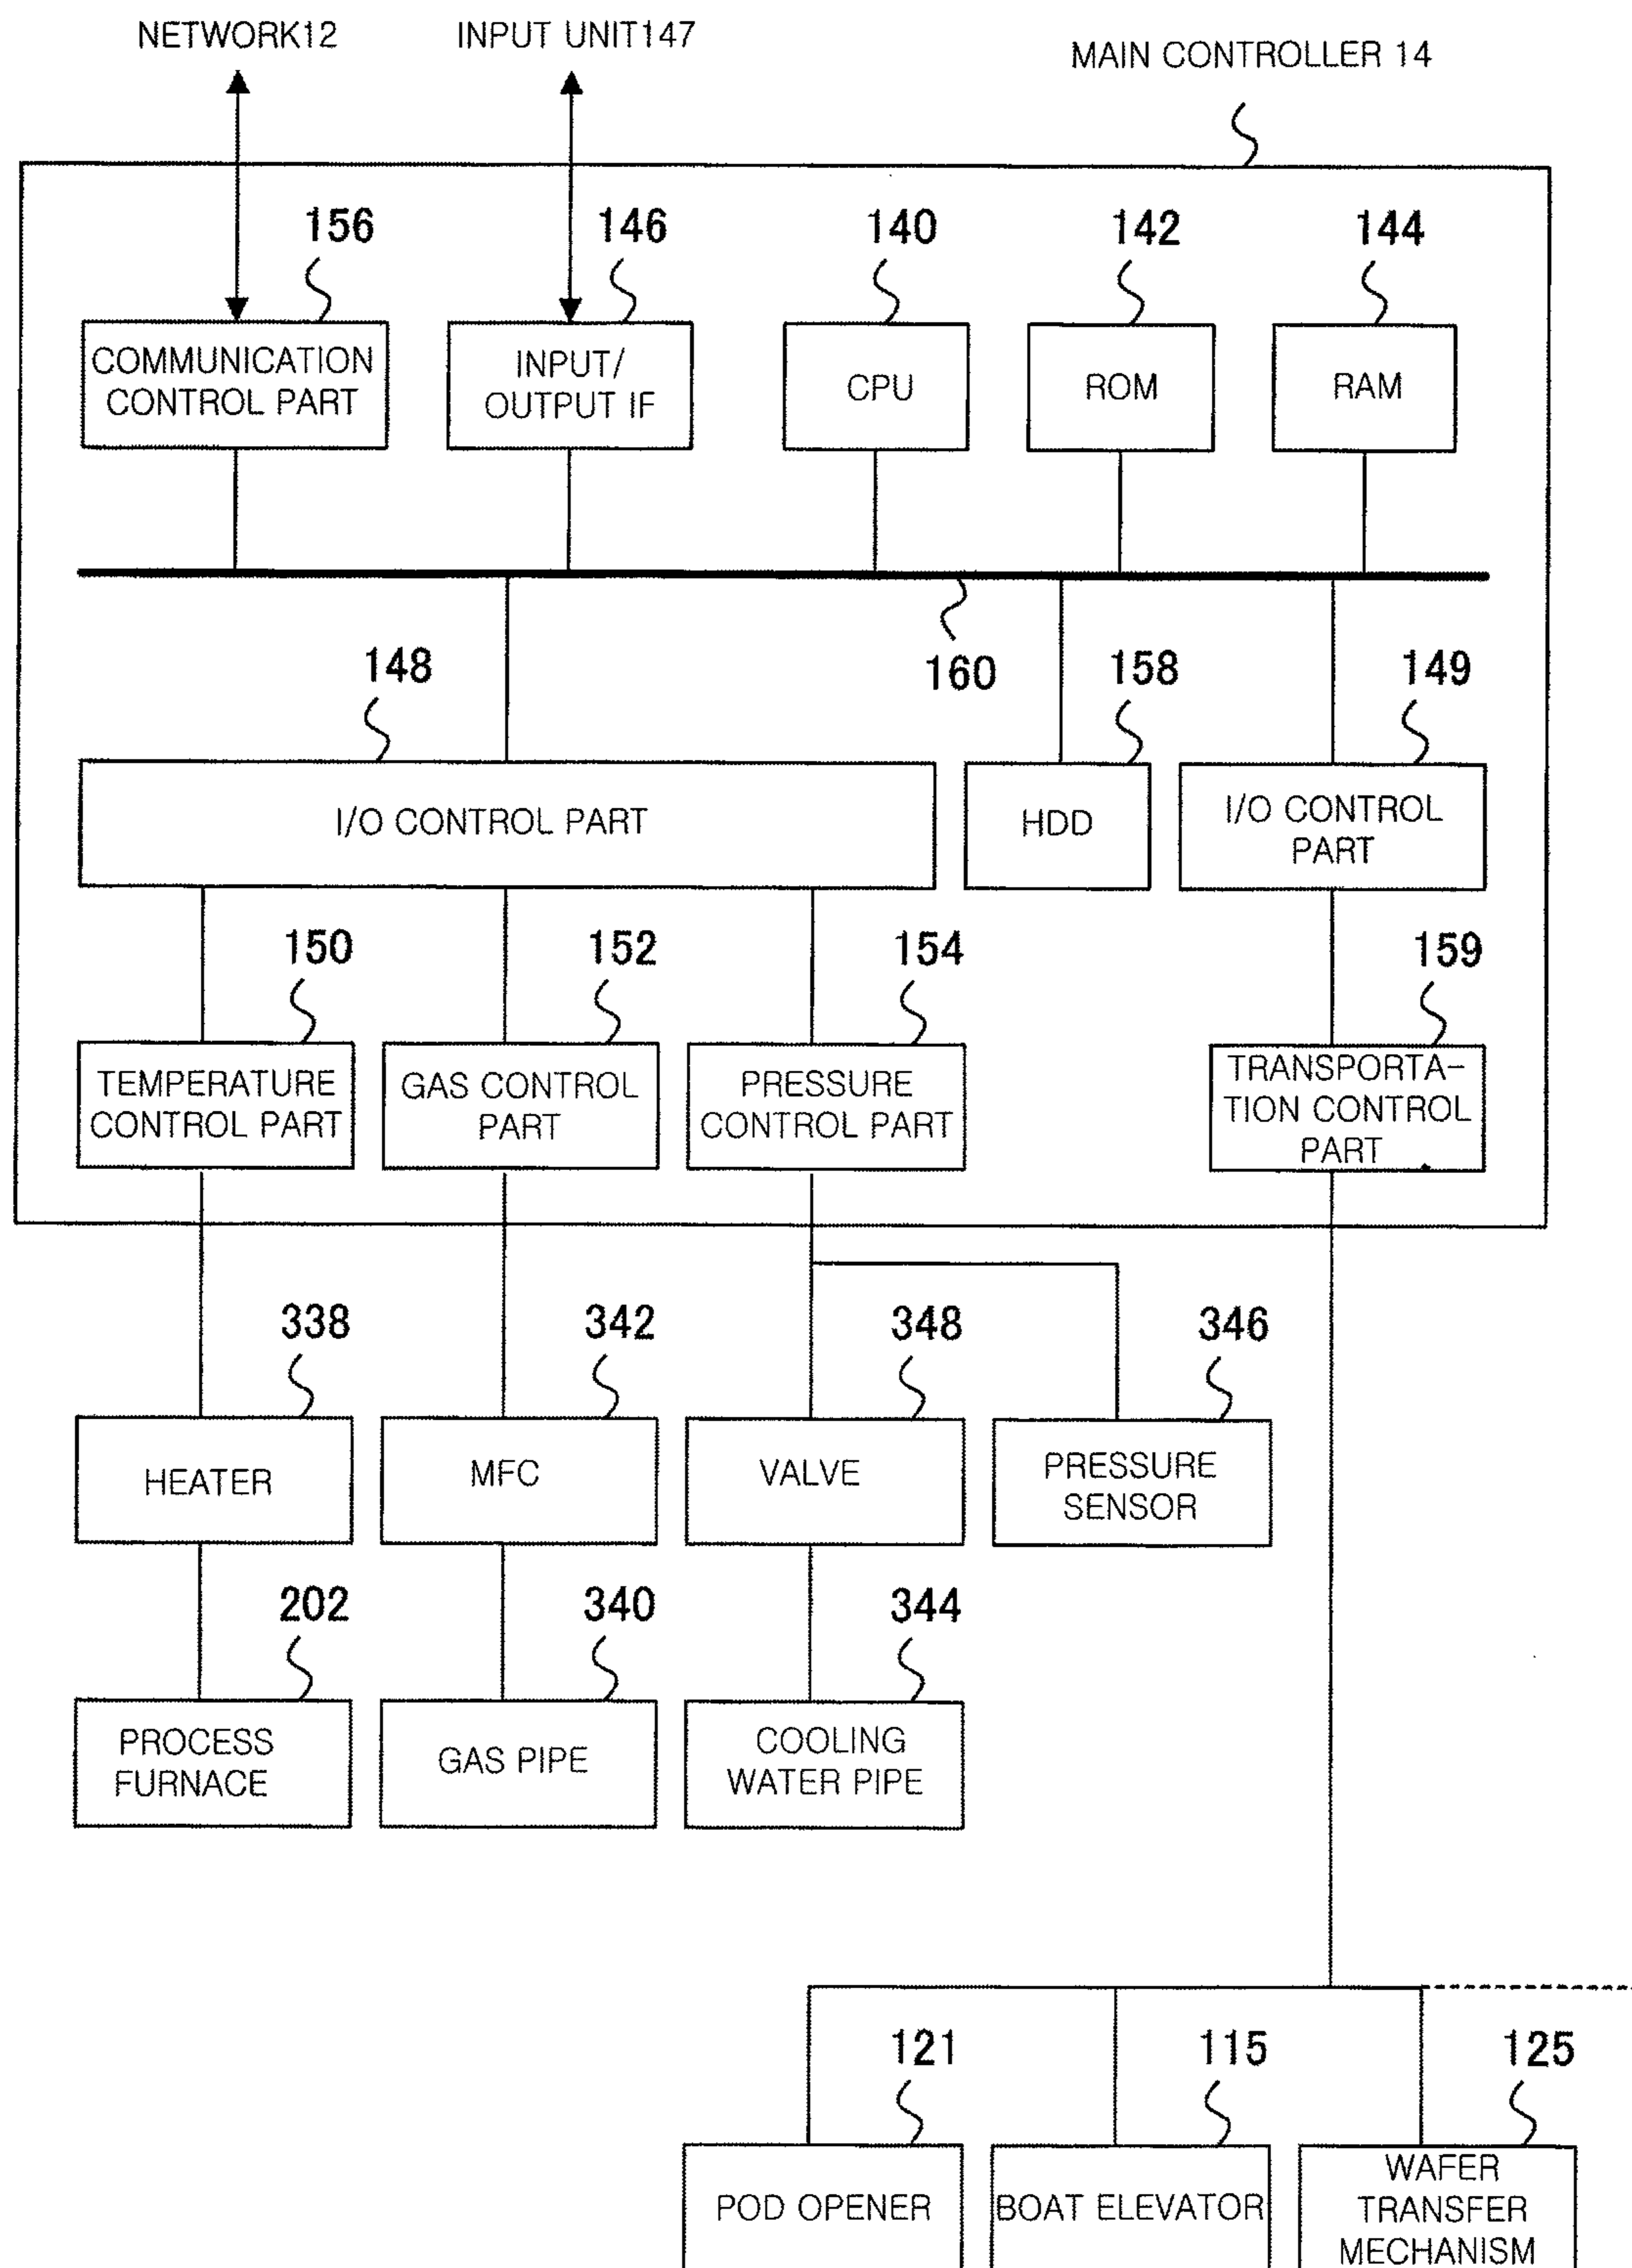 NETWORK12
INPUT UNIT147
MAIN CONTROLLER 14
156
146
140
142
144
COMMUNICATION
CONTROL PART
INPUT/
OUTPUT IF
CPU
ROM
RAM
148
160
158
149
I/O CONTROL PART
HDD
I/O CONTROL
PART
150
152
154
159
TEMPERATURE
CONTROL PART
GAS CONTROL
PART
PRESSURE
CONTROL PART
TRANSPORTA-
TION CONTROL
PART
338
342
348
346
HEATER
MFC
VALVE
PRESSURE
SENSOR
202
340
344
PROCESS
FURNACE
GAS PIPE
COOLING
WATER PIPE
121
115
125
POD OPENER
BOAT ELEVATOR
WAFER
TRANSFER
MECHANISM